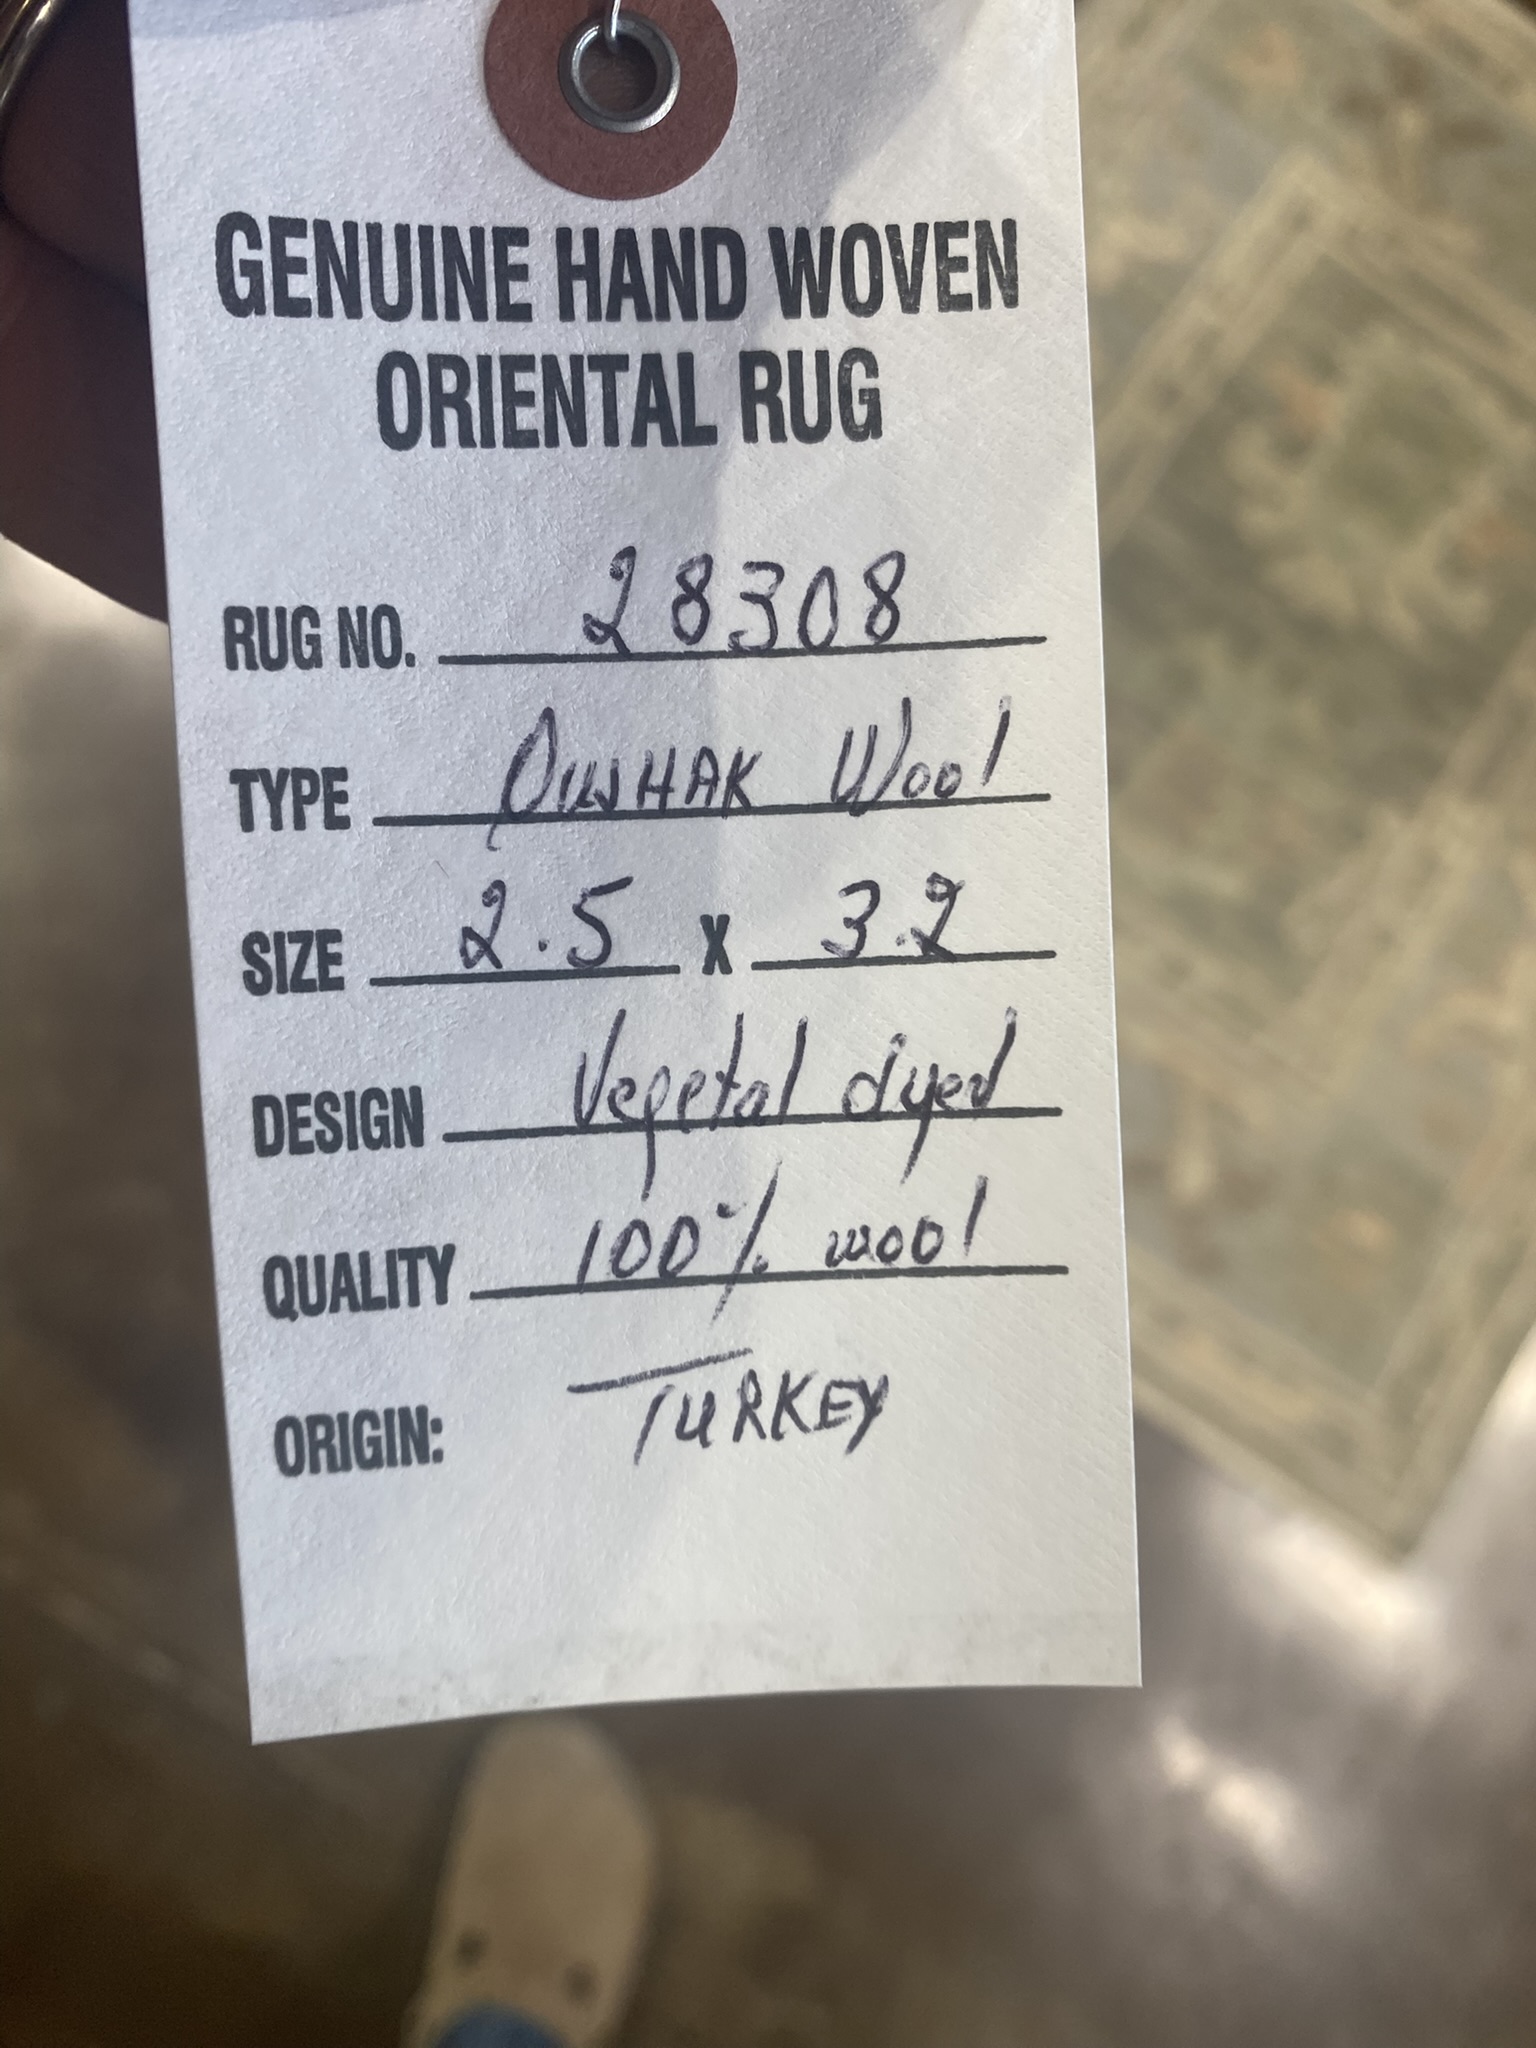 GENUINE HAND WOVEN
ORIENTAL RUG
RUG NO. 28308
TYPE OUSHAK Wool
SIZE 2.5 X 3.2
DESIGN Vegetal dyed
QUALITY 100% wool
ORIGIN: TURKEY